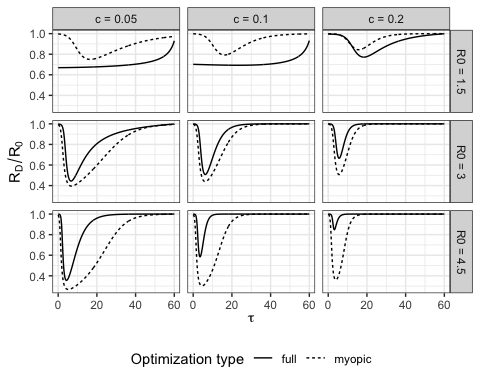 c = 0.05 c = 0.1 c = 0.2
1.0
0.8
0.6
0.4
R0 = 1.5
1.0
0.8
0.6
0.4
R0 = 3
1.0
0.8
0.6
0.4
R0 = 4.5
R_D/R_0
0 20 40 60 0 20 40 60 0 20 40 60
τ
Optimization type full myopic